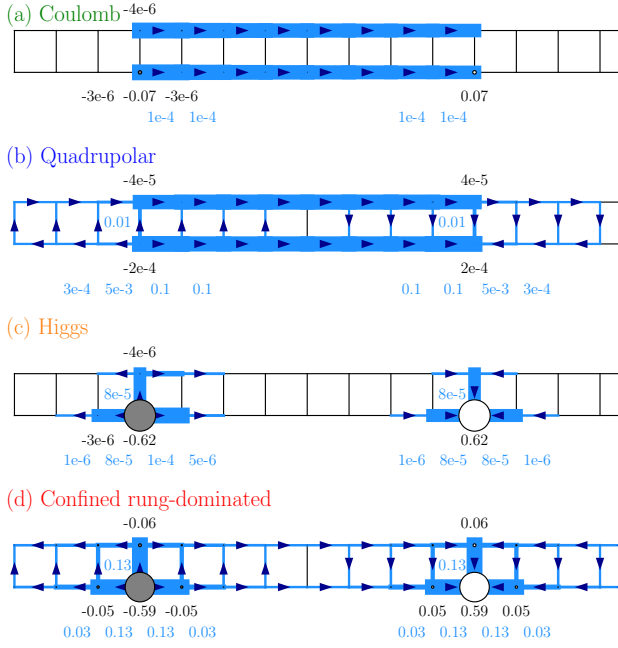 (a) Coulomb -4e-6
-3e-6 -0.07 -3e-6 0.07
1e-4 1e-4 1e-4 1e-4
(b) Quadrupolar
-4e-5 4e-5
0.01 0.01
-2e-4 2e-4
3e-4 5e-3 0.1 0.1 0.1 0.1 5e-3 3e-4
(c) Higgs
-4e-6
8e-5 8e-5
-3e-6 -0.62 0.62
1e-6 8e-5 1e-4 5e-6 1e-6 8e-5 8e-5 1e-6
(d) Confined rung-dominated
-0.06 0.06
0.13 0.13
-0.05 -0.59 -0.05 0.05 0.59 0.05
0.03 0.13 0.13 0.03 0.03 0.13 0.13 0.03